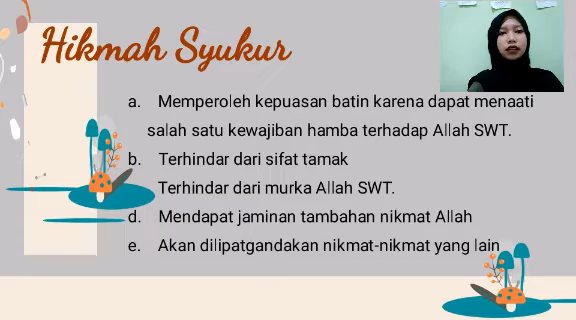 Hikmah Syukur
a. Memperoleh kepuasan batin karena dapat menaati
salah satu kewajiban hamba terhadap Allah SWT.
b. Terhindar dari sifat tamak
Terhindar dari murka Allah SWT.
d. Mendapat jaminan tambahan nikmat Allah
e. Akan dilipatgandakan nikmat-nikmat yang lain